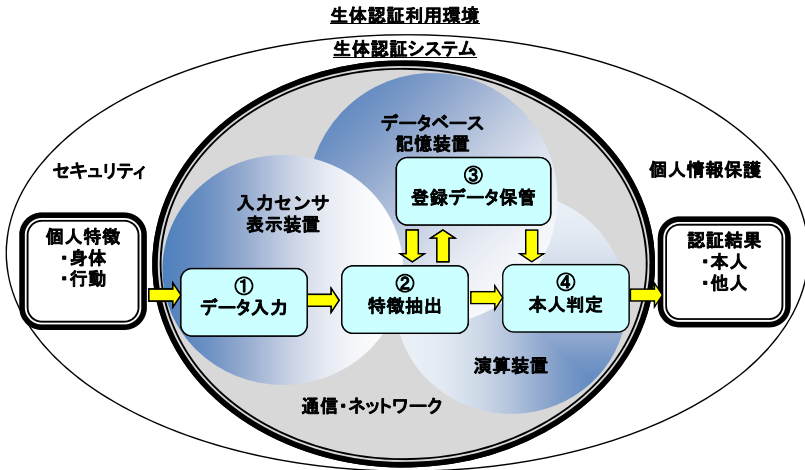 生体認証利用環境
生体認証システム
データベース
記憶装置
セキュリティ
個人情報保護
③
登録データ保管
入力センサ
表示装置
個人特徴
・身体
・行動
認証結果
・本人
・他人
①
データ入力
②
特徴抽出
④
本人判定
演算装置
通信・ネットワーク